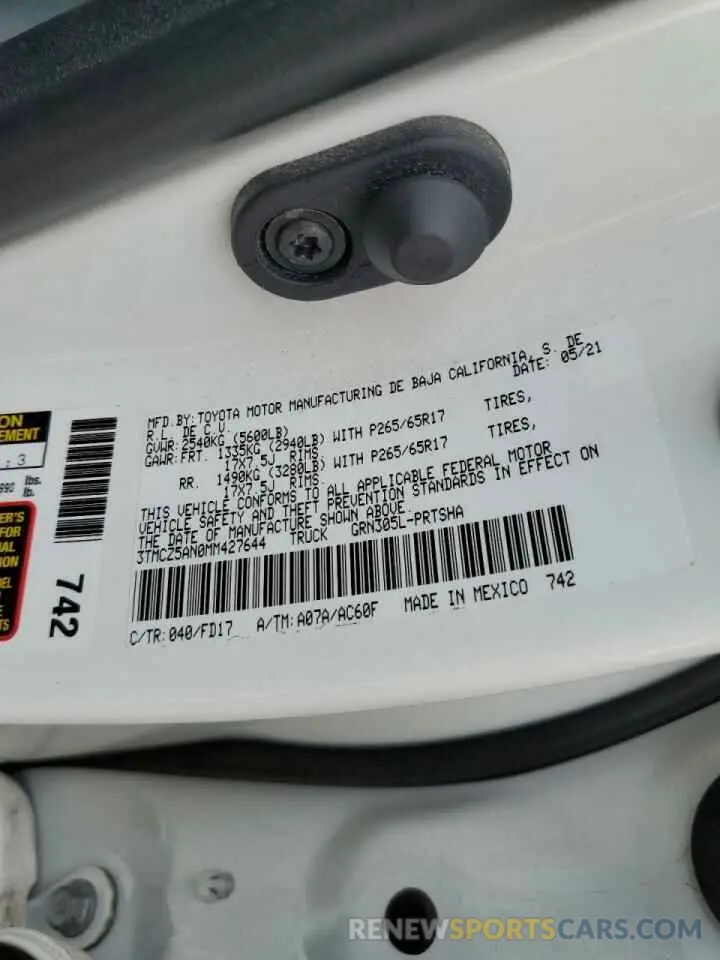 MFD.BY: TOYOTA MOTOR MANUFACTURING DE BAJA CALIFORNIA, S. DE
R.L. DE C.V. DATE: 05/21
GVWR: 2540KG (5600LB)
GAWR: FRT. 1335KG (2940LB) WITH P265/65R17 TIRES,
17X7.5J RIMS.
RR. 1490KG (3280LB) WITH P265/65R17 TIRES,
17X7.5J RIMS.
THIS VEHICLE CONFORMS TO ALL APPLICABLE FEDERAL MOTOR
VEHICLE SAFETY AND THEFT PREVENTION STANDARDS IN EFFECT ON
THE DATE OF MANUFACTURE SHOWN ABOVE.
3TMCZ5AN0MM427644 TRUCK GRN305L-PRTSHA
C/TR: 040/FD17 A/TM: A07A/AC60F MADE IN MEXICO 742
742
RENEWSPORTSCARS.COM